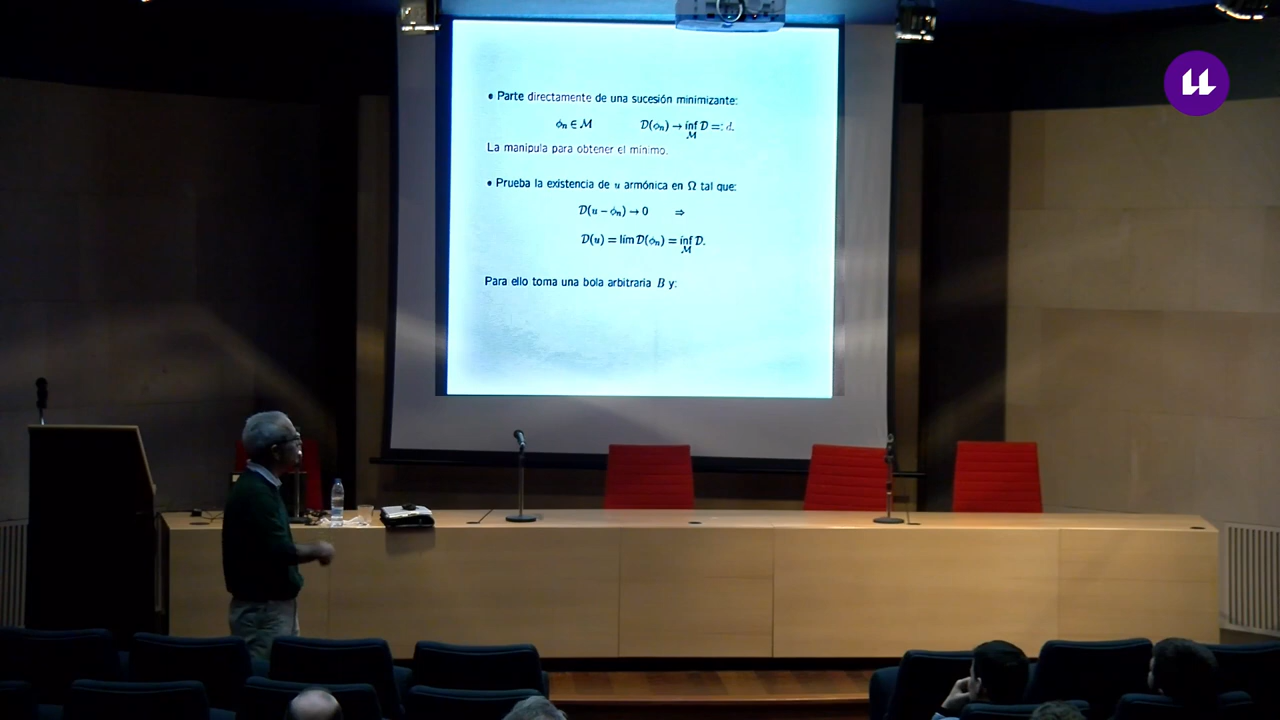 • Parte directamente de una sucesión minimizante:
ϕₙ ∈ ℳ 𝒟(ϕₙ) → inf 𝒟 =: d.
ℳ
La manipula para obtener el mínimo.
• Prueba la existencia de u armónica en Ω tal que:
𝒟(u − ϕₙ) → 0 ⇒
𝒟(u) = lim 𝒟(ϕₙ) = inf 𝒟.
ℳ
Para ello toma una bola arbitraria B y: